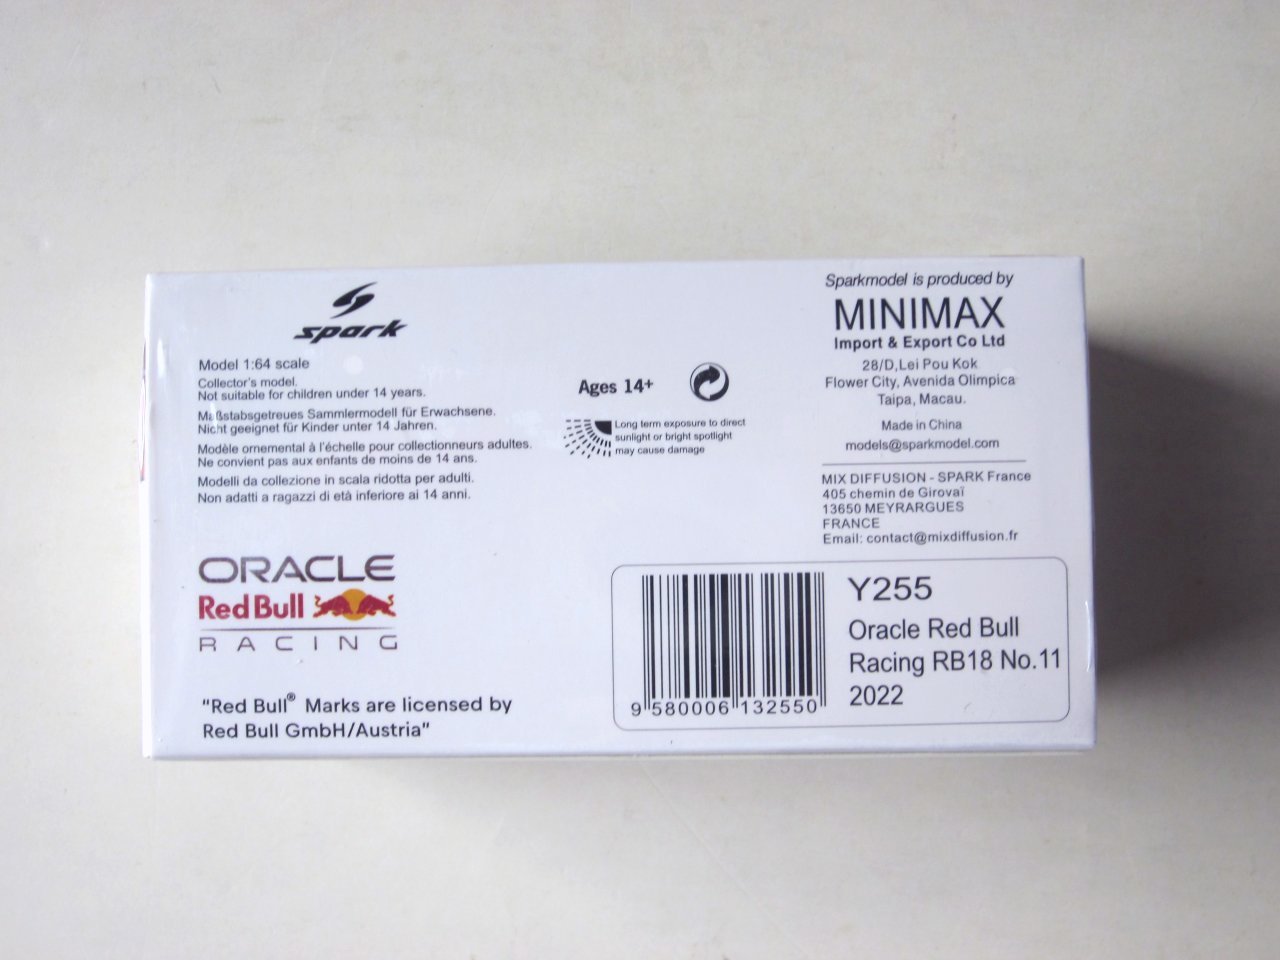 spark
Model 1:64 scale
Collector's model.
Not suitable for children under 14 years.
Maßstabsgetreues Sammlermodell für Erwachsene.
Nicht geeignet für Kinder unter 14 Jahren.
Modèle ornemental à l'échelle pour collectionneurs adultes.
Ne convient pas aux enfants de moins de 14 ans.
Modelli da collezione in scala ridotta per adulti.
Non adatti a ragazzi di età inferiore ai 14 anni.
ORACLE
Red Bull
RACING
"Red Bull® Marks are licensed by
Red Bull GmbH/Austria"
Ages 14+
Long term exposure to direct
sunlight or bright spotlight
may cause damage
Sparkmodel is produced by
MINIMAX
Import & Export Co Ltd
28/D,Lei Pou Kok
Flower City, Avenida Olimpica
Taipa, Macau.
Made in China
models@sparkmodel.com
MIX DIFFUSION - SPARK France
405 chemin de Girovaï
13650 MEYRARGUES
FRANCE
Email: contact@mixdiffusion.fr
9 580006 132550
Y255
Oracle Red Bull
Racing RB18 No.11
2022